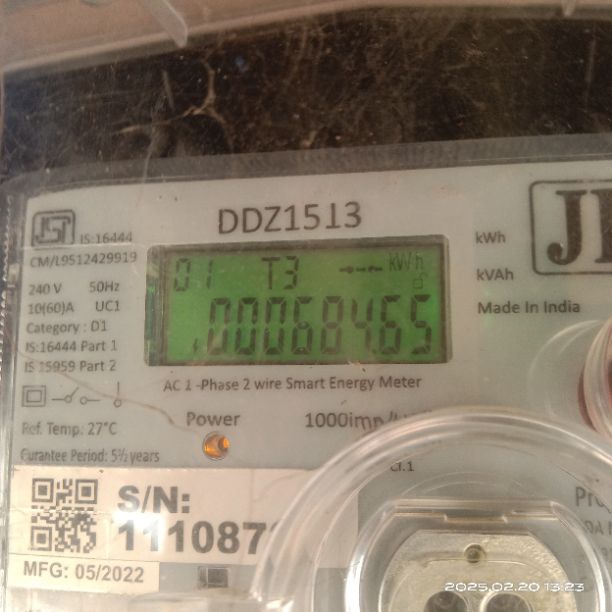 ISI IS:16444
CM/L9512429919
DDZ1513
240 V 50Hz
10(60)A UC1
Category : D1
IS:16444 Part 1
IS 15959 Part 2
01 T3 kWh
.00068465
kWh
kVAh
Made In India
AC 1 -Phase 2 wire Smart Energy Meter
Ref. Temp: 27°C
Power
Gurantee Period: 5½ years
S/N:
MFG: 05/2022
2025.02.20 13:23